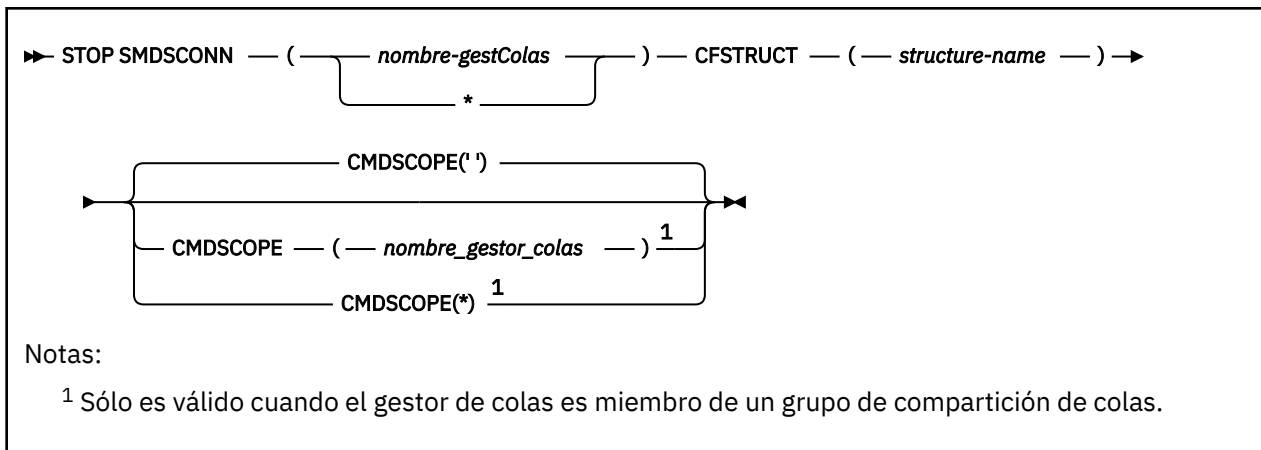 STOP SMDSCONN ( nombre-gestColas ) CFSTRUCT ( structure-name )
*
CMDSCOPE(' ')
CMDSCOPE ( nombre_gestor_colas ) 1
CMDSCOPE(*) 1
Notas:
1 Sólo es válido cuando el gestor de colas es miembro de un grupo de compartición de colas.